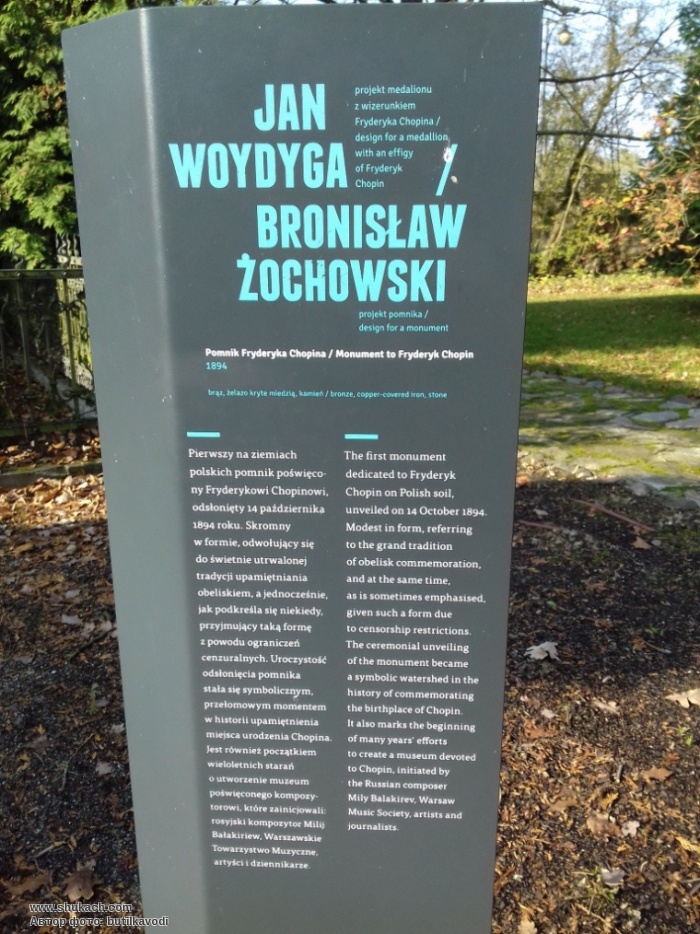 JAN
WOYDYGA /
projekt medalionu
z wizerunkiem
Fryderyka Chopina /
design for a medallion
with an effigy
of Fryderyk
Chopin
BRONISŁAW
ŻOCHOWSKI
projekt pomnika /
design for a monument
Pomnik Fryderyka Chopina / Monument to Fryderyk Chopin
1894
brąz, żelazo kryte miedzią, kamień / bronze, copper-covered iron, stone
Pierwszy na ziemiach
polskich pomnik poświęco-
ny Fryderykowi Chopinowi,
odsłonięty 14 października
1894 roku. Skromny
w formie, odwołujący się
do świetnie utrwalonej
tradycji upamiętniania
obeliskiem, a jednocześnie,
jak podkreśla się niekiedy,
przyjmujący taką formę
z powodu ograniczeń
cenzuralnych. Uroczystość
odsłonięcia pomnika
stała się symbolicznym,
przełomowym momentem
w historii upamiętnienia
miejsca urodzenia Chopina.
Jest również początkiem
wieloletnich starań
o utworzenie muzeum
poświęconego kompozy-
torowi, które zainicjowali:
rosyjski kompozytor Milij
Bałakiriew, Warszawskie
Towarzystwo Muzyczne,
artyści i dziennikarze.
The first monument
dedicated to Fryderyk
Chopin on Polish soil,
unveiled on 14 October 1894.
Modest in form, referring
to the grand tradition
of obelisk commemoration,
and at the same time,
as is sometimes emphasised,
given such a form due
to censorship restrictions.
The ceremonial unveiling
of the monument became
a symbolic watershed in the
history of commemorating
the birthplace of Chopin.
It also marks the beginning
of many years' efforts
to create a museum devoted
to Chopin, initiated by
the Russian composer
Mily Balakirev, Warsaw
Music Society, artists and
journalists.
www.shukach.com
Автор фото: butilkavodi